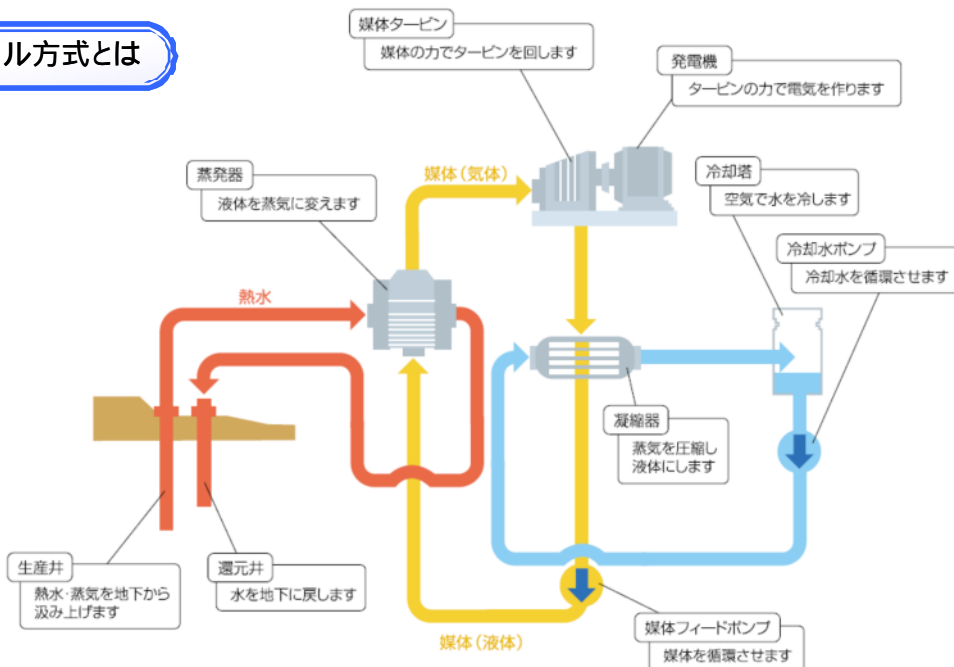 ル方式とは
媒体タービン
媒体の力でタービンを回します
発電機
タービンの力で電気を作ります
蒸発器
液体を蒸気に変えます
媒体（気体）
冷却塔
空気で水を冷します
冷却水ポンプ
冷却水を循環させます
熱水
凝縮器
蒸気を圧縮し
液体にします
生産井
熱水・蒸気を地下から
汲み上げます
還元井
水を地下に戻します
媒体（液体）
媒体フィードポンプ
媒体を循環させます